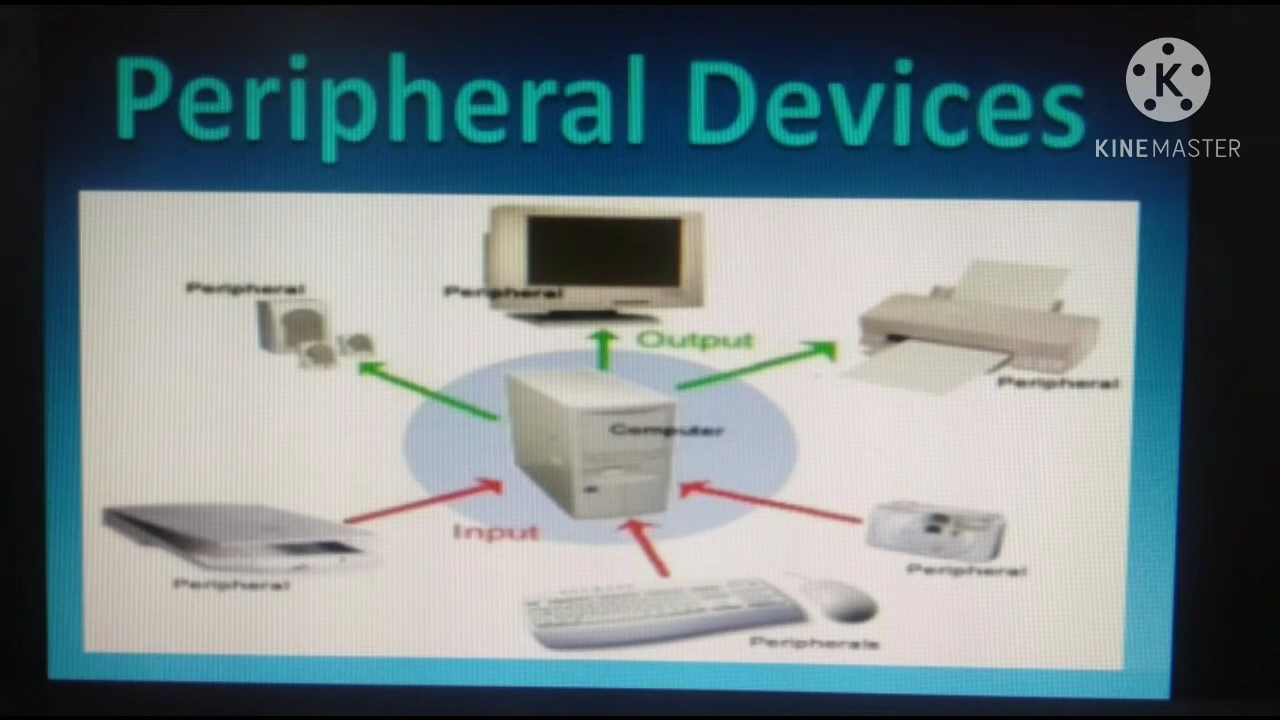 Peripheral Devices
K
KINEMASTER
Peripheral
Peripheral
Output
Peripheral
Computer
Input
Peripheral
Peripheral
Peripherals